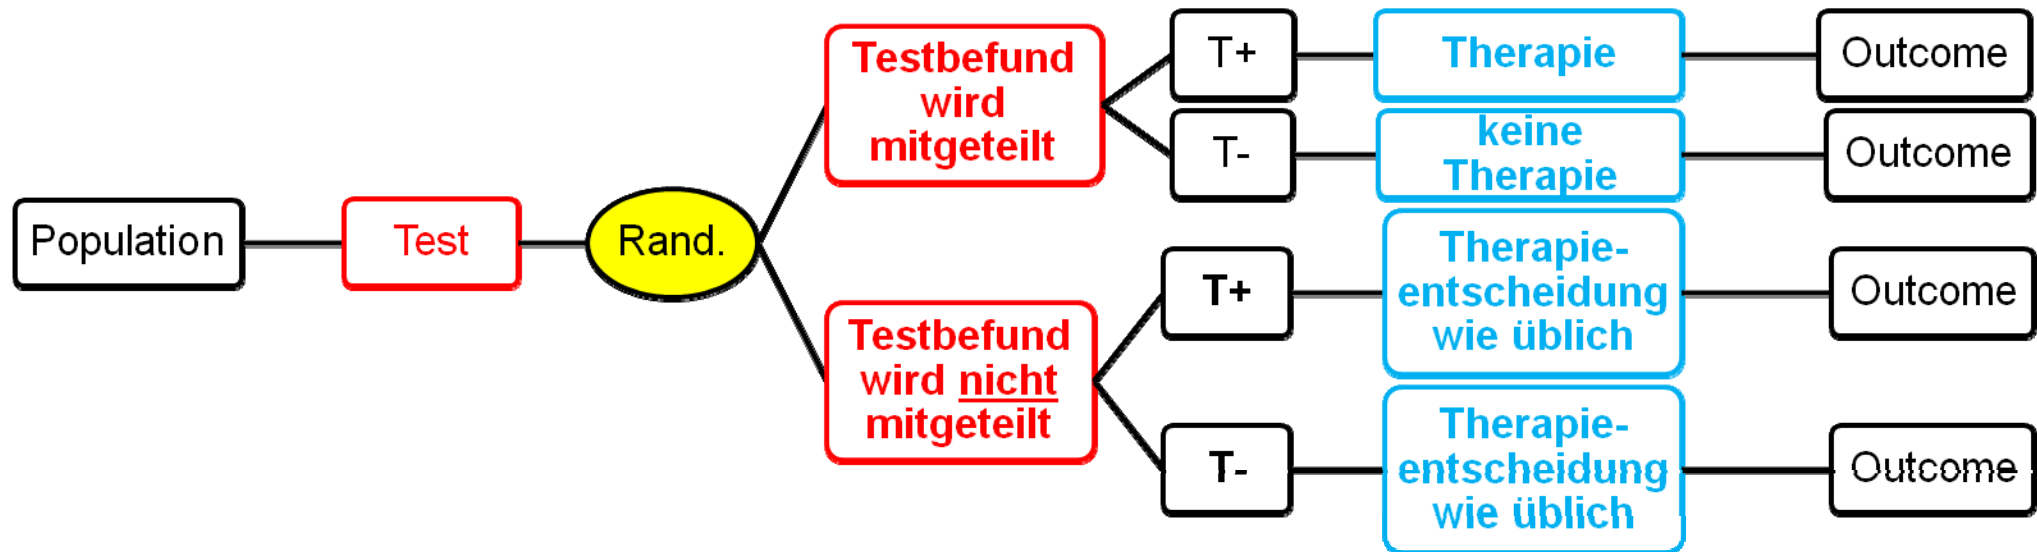 Population
Test
Rand.
Testbefund
wird
mitgeteilt
T+
Therapie
Outcome
T-
keine
Therapie
Outcome
Testbefund
wird nicht
mitgeteilt
T+
Therapie-
entscheidung
wie üblich
Outcome
T-
Therapie-
entscheidung
wie üblich
Outcome